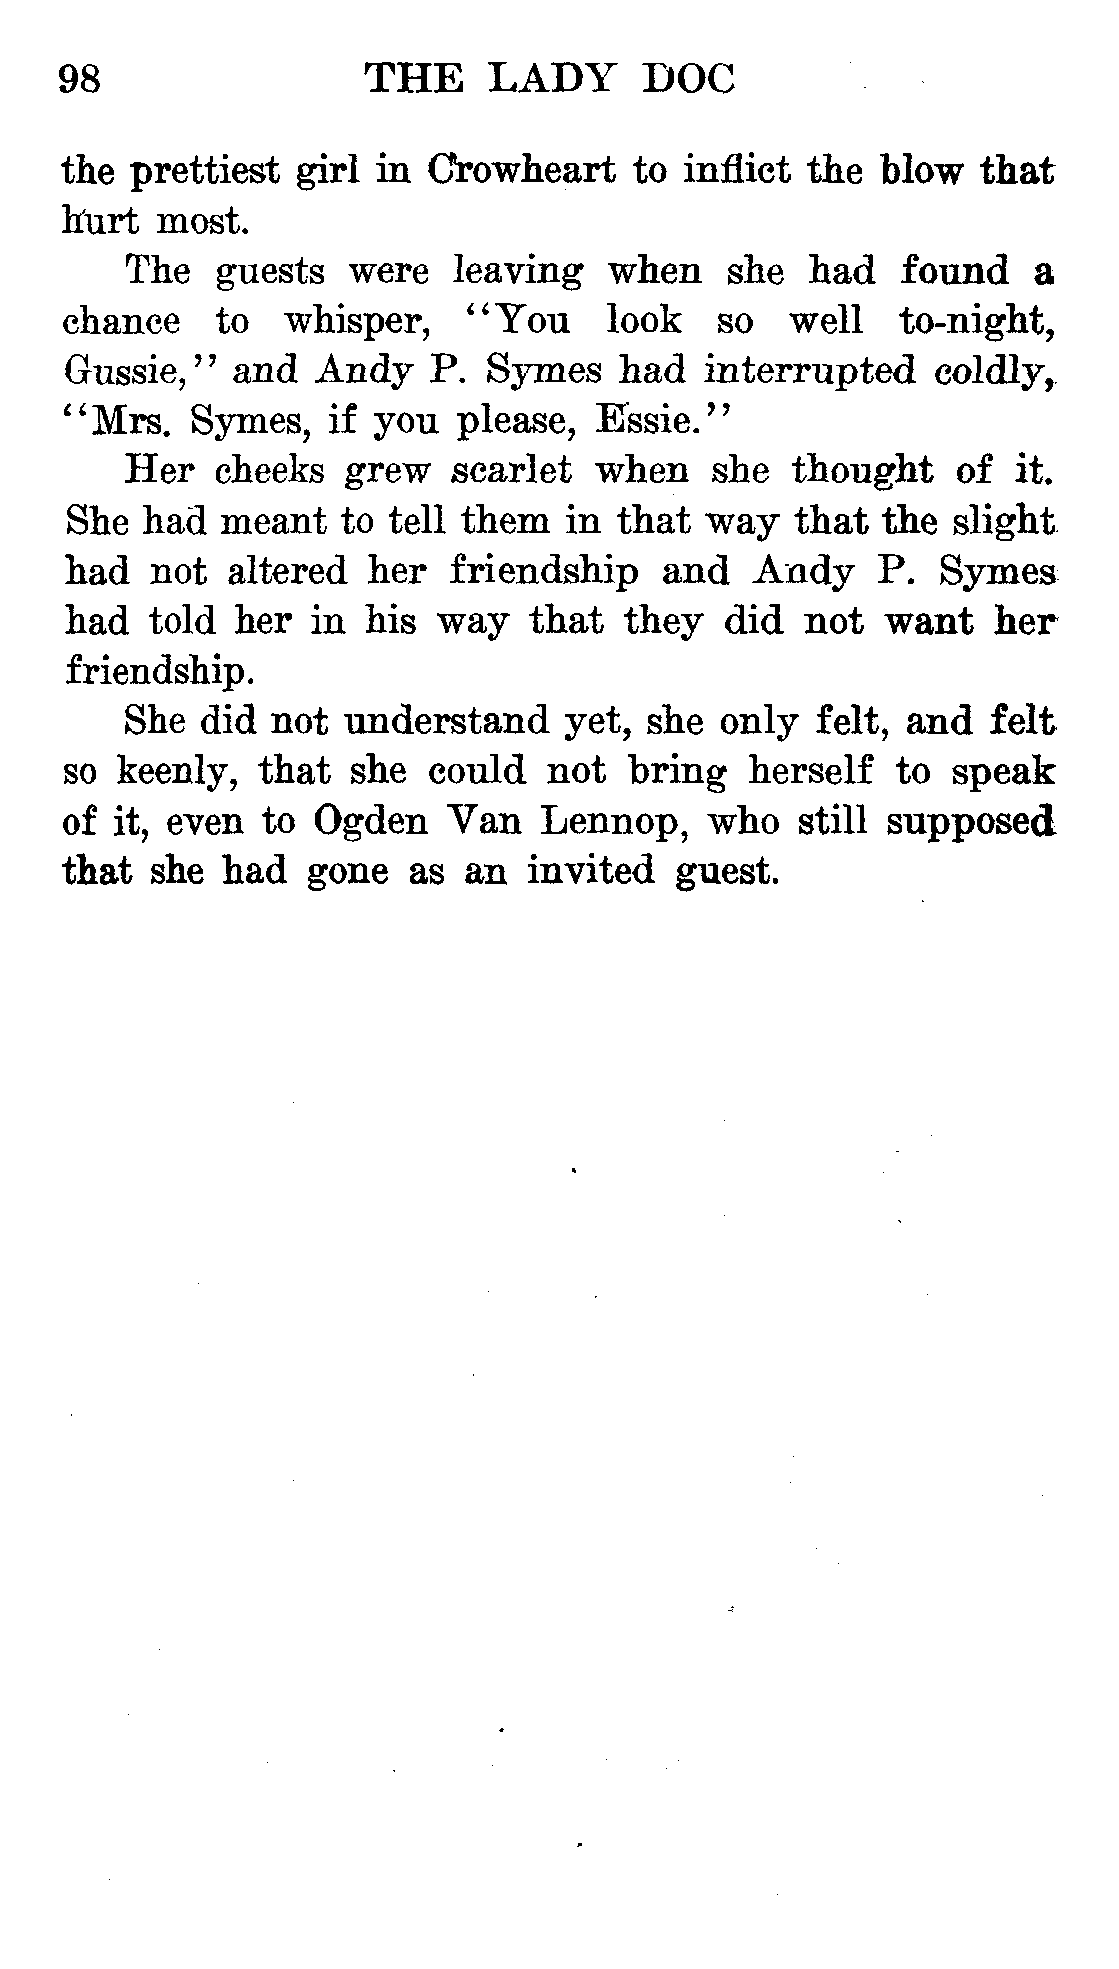 98 THE LADY DOC
the prettiest girl in Crowheart to inflict the blow that
hurt most.
The guests were leaving when she had found a
chance to whisper, "You look so well to-night,
Gussie," and Andy P. Symes had interrupted coldly,
"Mrs. Symes, if you please, Essie."
Her cheeks grew scarlet when she thought of it.
She had meant to tell them in that way that the slight
had not altered her friendship and Andy P. Symes
had told her in his way that they did not want her
friendship.
She did not understand yet, she only felt, and felt
so keenly, that she could not bring herself to speak
of it, even to Ogden Van Lennop, who still supposed
that she had gone as an invited guest.